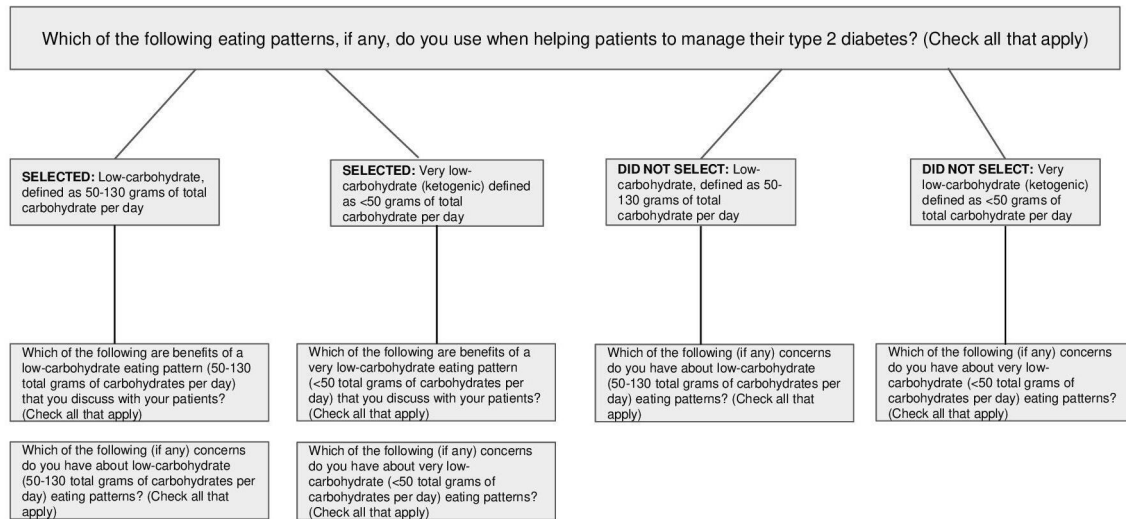 Which of the following eating patterns, if any, do you use when helping patients to manage their type 2 diabetes? (Check all that apply)
SELECTED: Low-carbohydrate,
defined as 50-130 grams of total
carbohydrate per day
SELECTED: Very low-
carbohydrate (ketogenic) defined
as <50 grams of total
carbohydrate per day
DID NOT SELECT: Low-
carbohydrate, defined as 50-
130 grams of total
carbohydrate per day
DID NOT SELECT: Very
low-carbohydrate (ketogenic)
defined as <50 grams of
total carbohydrate per day
Which of the following are benefits of a
low-carbohydrate eating pattern (50-130
total grams of carbohydrates per day)
that you discuss with your patients?
(Check all that apply)
Which of the following are benefits of a
very low-carbohydrate eating pattern
(<50 total grams of carbohydrates per
day) that you discuss with your patients?
(Check all that apply)
Which of the following (if any) concerns
do you have about low-carbohydrate
(50-130 total grams of carbohydrates per
day) eating patterns? (Check all that
apply)
Which of the following (if any) concerns
do you have about very low-
carbohydrate (<50 total grams of
carbohydrates per day) eating patterns?
(Check all that apply)
Which of the following (if any) concerns
do you have about low-carbohydrate
(50-130 total grams of carbohydrates per
day) eating patterns? (Check all that
apply)
Which of the following (if any) concerns
do you have about very low-
carbohydrate (<50 total grams of
carbohydrates per day) eating patterns?
(Check all that apply)